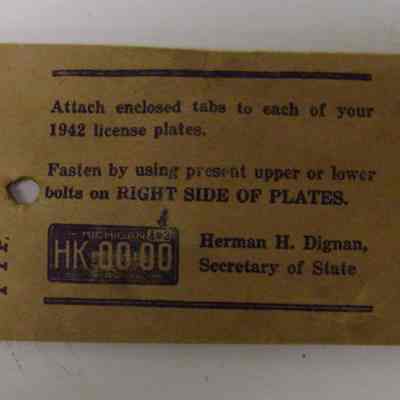 Attach enclosed tabs to each of your
1942 license plates.
Fasten by using present upper or lower
bolts on RIGHT SIDE OF PLATES.
MICHIGAN
HK·00·00
Herman H. Dignan,
Secretary of State